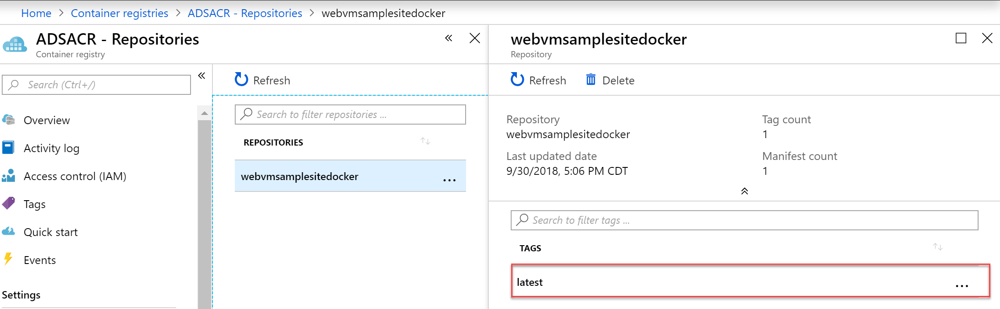 Home > Container registries > ADSACR - Repositories > webvmsamplesitedocker
ADSACR - Repositories
Container registry
Search (Ctrl+/)
Overview
Activity log
Access control (IAM)
Tags
Quick start
Events
Settings
Refresh
Search to filter repositories ...
REPOSITORIES
webvmsamplesitedocker ...
webvmsamplesitedocker
Repository
Refresh Delete
Repository
webvmsamplesitedocker
Tag count
1
Last updated date
9/30/2018, 5:06 PM CDT
Manifest count
1
Search to filter tags ...
TAGS
latest ...